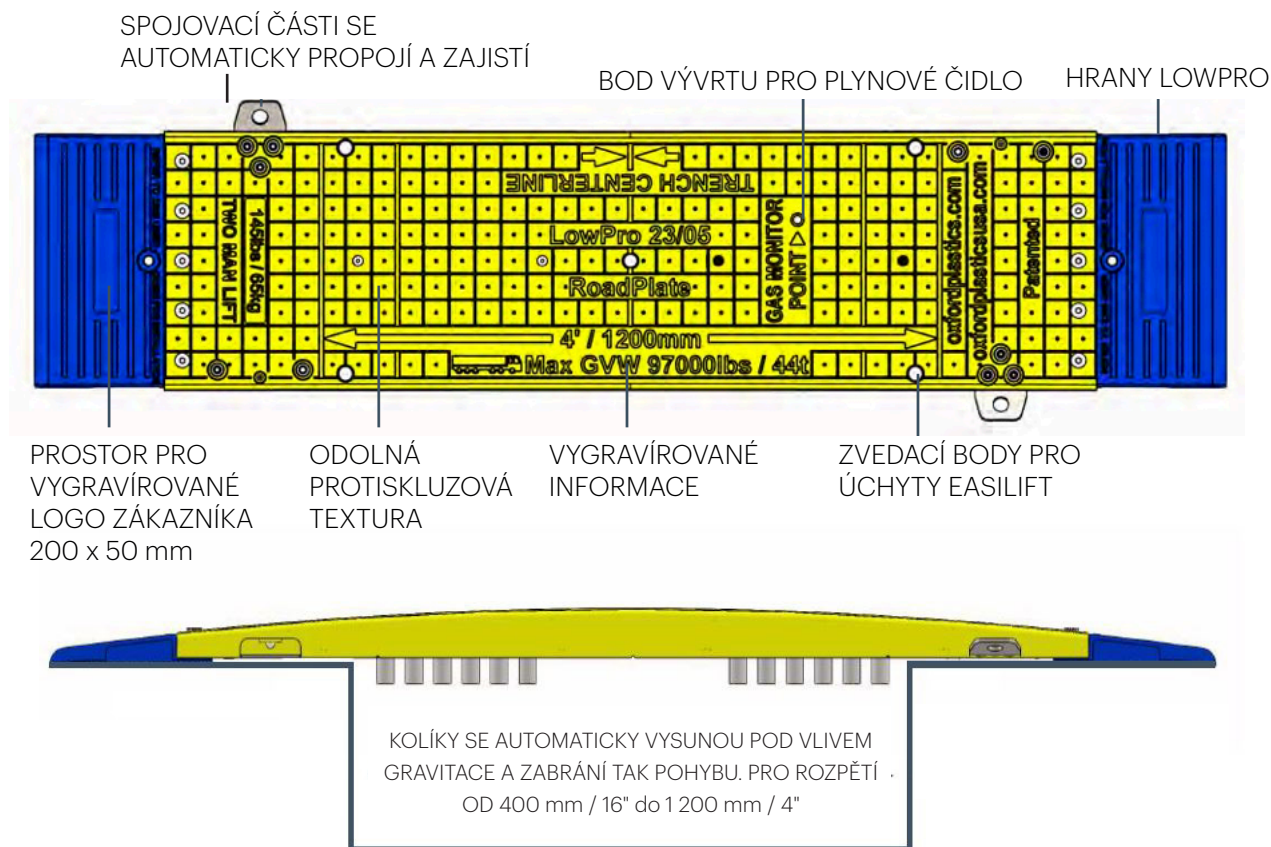 SPOJOVACÍ ČÁSTI SE
AUTOMATICKY PROPOJÍ A ZAJISTÍ
BOD VÝVRTU PRO PLYNOVÉ ČIDLO
HRANY LOWPRO
TRENCH CENTERLINE
LowPro 23/05
RoadPlate
4' / 1200mm
Max GVW 97000lbs / 44t
145lbs / 65kg
TWO MAN LIFT
GAS MONITOR
POINT
oxfordplastics.com
oxfordplasticsusa.com
Patented
PROSTOR PRO
VYGRAVÍROVANÉ
LOGO ZÁKAZNÍKA
200 x 50 mm
ODOLNÁ
PROTISKLUZOVÁ
TEXTURA
VYGRAVÍROVANÉ
INFORMACE
ZVEDACÍ BODY PRO
ÚCHYTY EASILIFT
KOLÍKY SE AUTOMATICKY VYSUNOU POD VLIVEM
GRAVITACE A ZABRÁNÍ TAK POHYBU. PRO ROZPĚTÍ
OD 400 mm / 16" do 1 200 mm / 4"